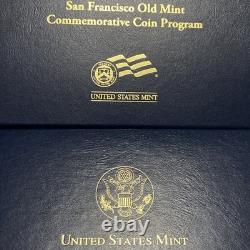 San Francisco Old Mint
Commemorative Coin Program
UNITED STATES MINT
UNITED STATES MINT